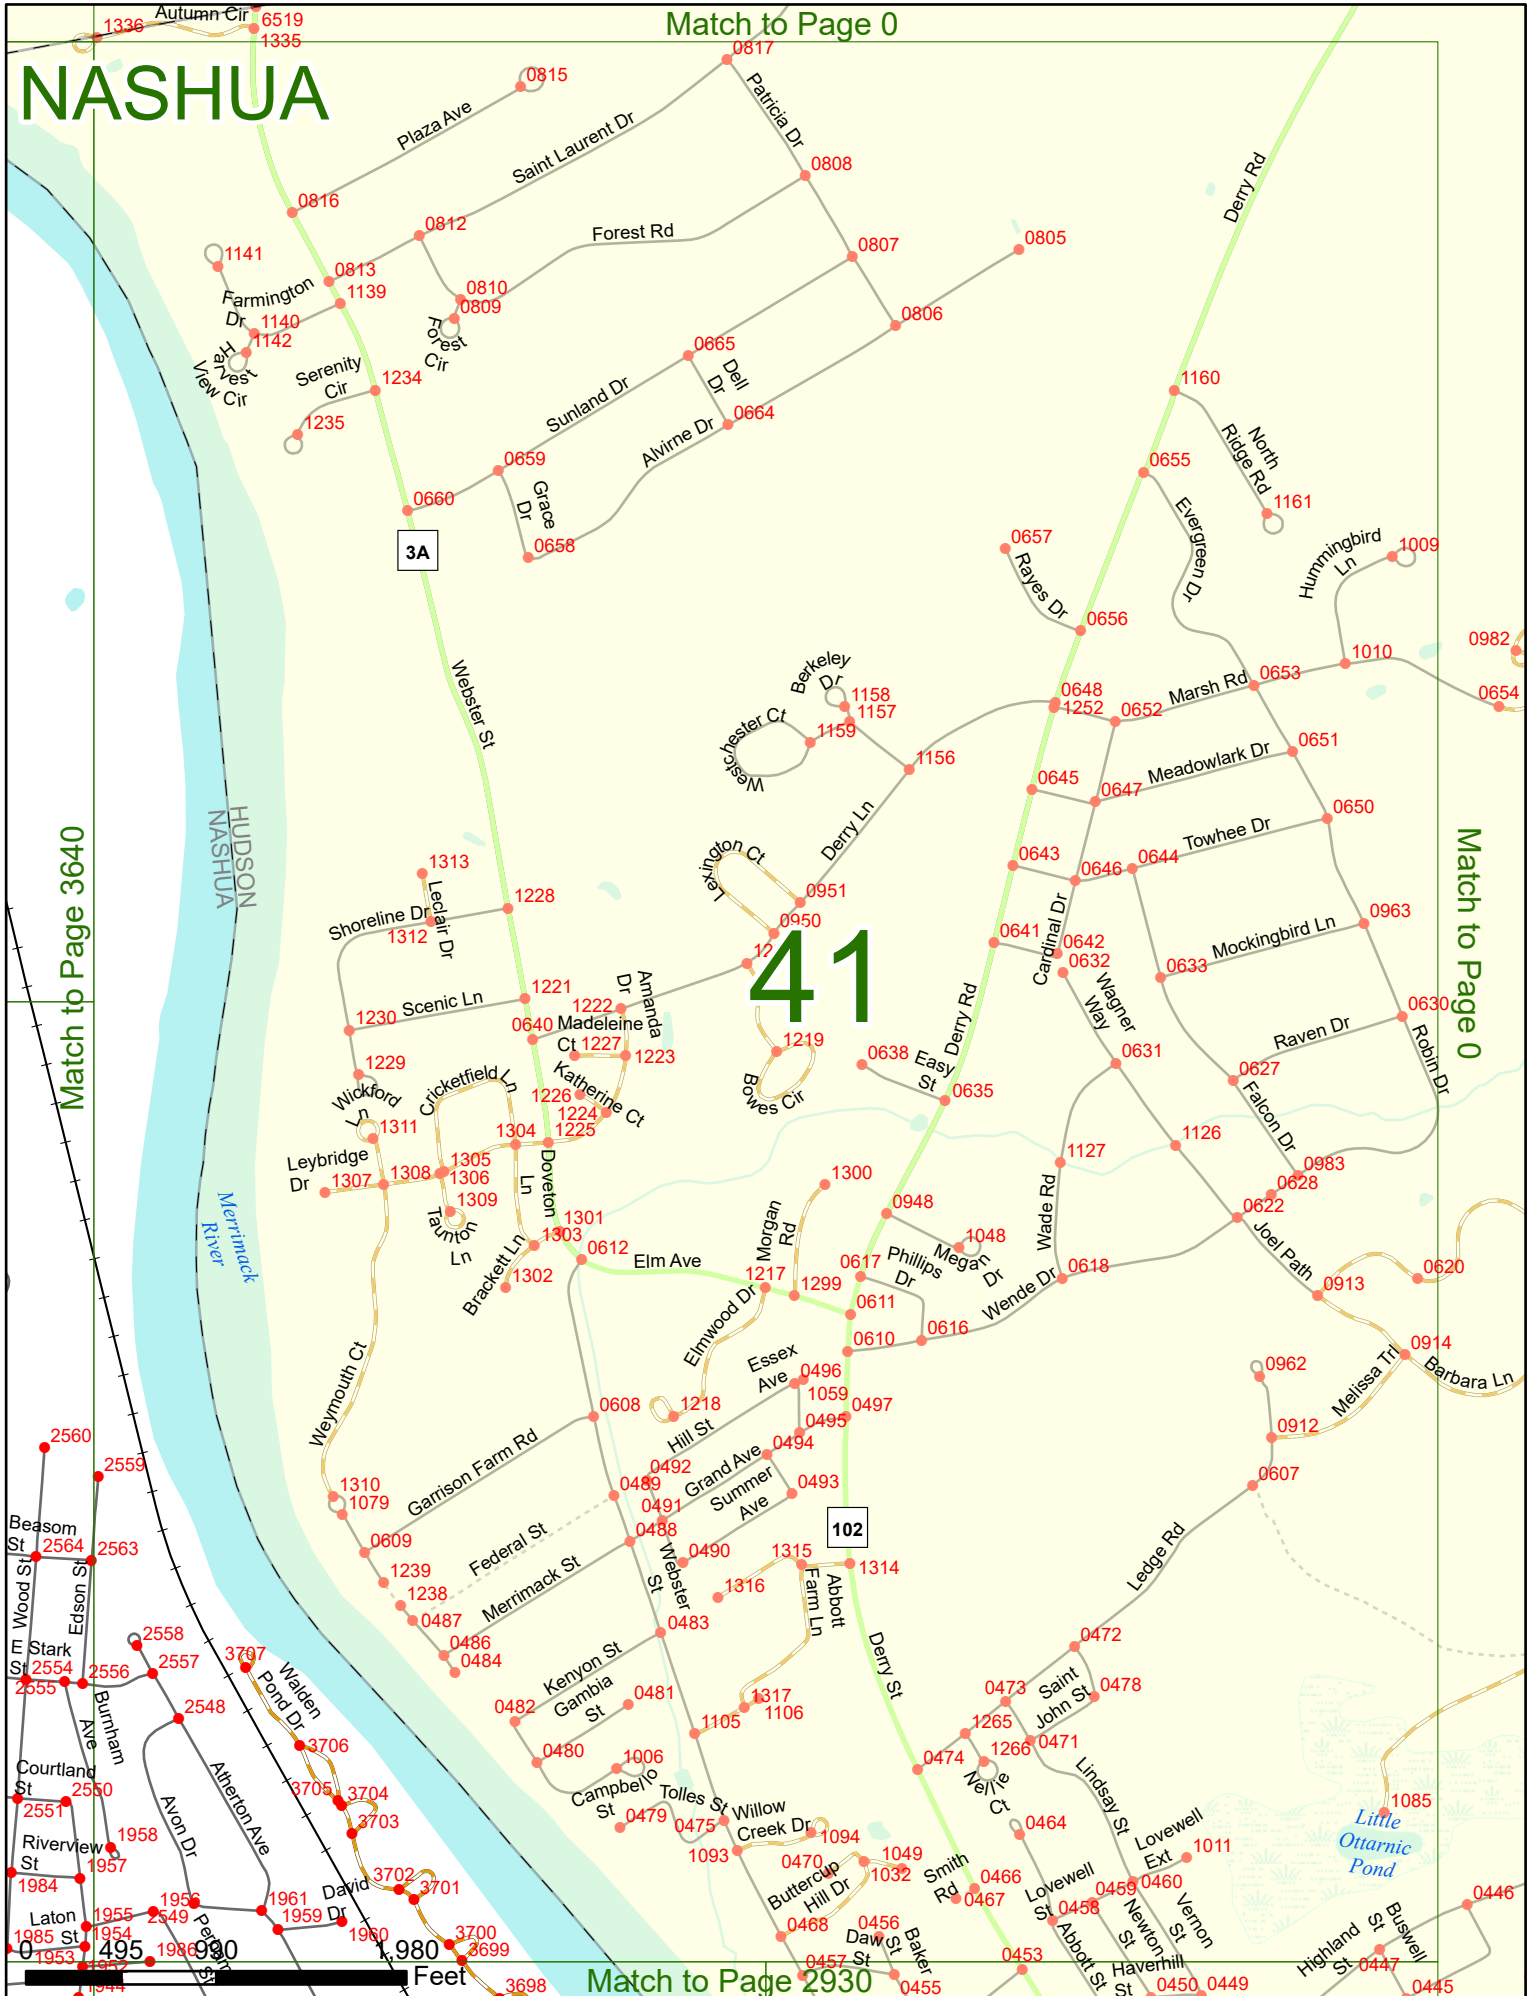 Autumn Cir
6519
1336
1335
Match to Page 0
0817
NASHUA
0815
Plaza Ave
Patricia Dr
Saint Laurent Dr
0808
Derry Rd
0816
0812
Forest Rd
0807
0805
1141
0813
Farmington
Dr
1139
0810
0809
1140
1142
Forest
Cir
0806
Harvest
View Cir
Serenity
Cir
1234
0665
Dell
Dr
1160
Sunland Dr
0664
1235
Alvirne Dr
North
Ridge Rd
0659
0655
0660
Grace
Dr
1161
Evergreen Dr
3A
0658
0657
Hummingbird
Ln
1009
Rayes Dr
0656
0982
Webster St
Berkeley
Dr
1010
0653
1158
0648
Marsh Rd
0654
1157
1252
0652
Westchester Ct
1159
0651
1156
Meadowlark Dr
0645
0647
HUDSON
NASHUA
0650
Towhee Dr
Match to Page 3640
Match to Page 0
Derry Ln
Lexington Ct
0643
0646
0644
1313
Leclair Dr
0951
1228
Shoreline Dr
1312
0950
41
0963
Cardinal Dr
0641
0642
Mockingbird Ln
0632
0633
Wagner
Way
1221
Scenic Ln
1222
Amanda
Dr
0630
1230
0640
Madeleine
Ct
1227
1223
Derry Rd
1219
Raven Dr
0638
Easy
St
0631
Robin Dr
1229
Wickford
Ln
Cricketfield Ln
Katherine Ct
1226
0627
Bowes Cir
0635
1224
Falcon Dr
1311
1304
1225
1126
Leybridge
Dr
1307
1308
1305
1306
Doveton
Ln
1127
0983
1300
0628
1309
Taunton
Ln
Morgan
Rd
0948
0622
Merrimack
River
1301
1303
Wade Rd
1048
Megan
Dr
Joel Path
0612
Elm Ave
Brackett Ln
1302
Phillips
Dr
0617
0618
0620
1217
1299
Wende Dr
0913
Elmwood Dr
0611
0610
0616
0914
Weymouth Ct
Essex
Ave
0496
0962
Melissa Trl
Barbara Ln
1059
0608
1218
0497
0495
Hill St
0494
0912
2560
Garrison Farm Rd
0492
Grand Ave
2559
0489
0493
0607
1310
1079
Summer
Ave
0491
Beasom
St
0488
102
Federal St
Ledge Rd
2564
2563
0609
0490
1315
1314
Wood St
Edson St
1239
Merrimack St
Webster
St
1316
Abbott
Farm Ln
1238
0487
0483
E Stark
St
2558
3707
0486
0484
0472
2554
2555
2556
2557
Walden
Pond Dr
Kenyon St
Derry St
Saint
John St
0478
Gambia
St
0481
0473
Burnham
Ave
2548
0482
1317
1106
1105
1265
0471
3706
0480
1266
Atherton Ave
1006
0474
Nellie
Ct
Lindsay St
Courtland
St
3705
3704
Campbello
St
2550
2551
Avon Dr
Tolles St
Willow
Creek Dr
1085
3703
0479
0475
0464
Little
Ottarnic
Pond
Riverview
St
1958
1094
Lovewell
Ext
1093
1011
0470
1049
1032
1957
1984
3702
Buttercup
Hill Dr
Smith
Rd
0466
0467
Lovewell
St
0459
0460
3701
David
Dr
1956
1961
0446
Laton
St
1955
2549
1959
1960
0458
Vernon
St
Newton
St
Perham
St
0468
0456
Daw
St
Baker
St
Abbott St
Buswell
St
1954
1985
3700
Highland
St
0
495
990
1,980
3699
0457
0453
Haverhill
St
0447
1953
1986
1952
Feet
Match to Page 2930
0455
3698
0450
0449
0445
1944